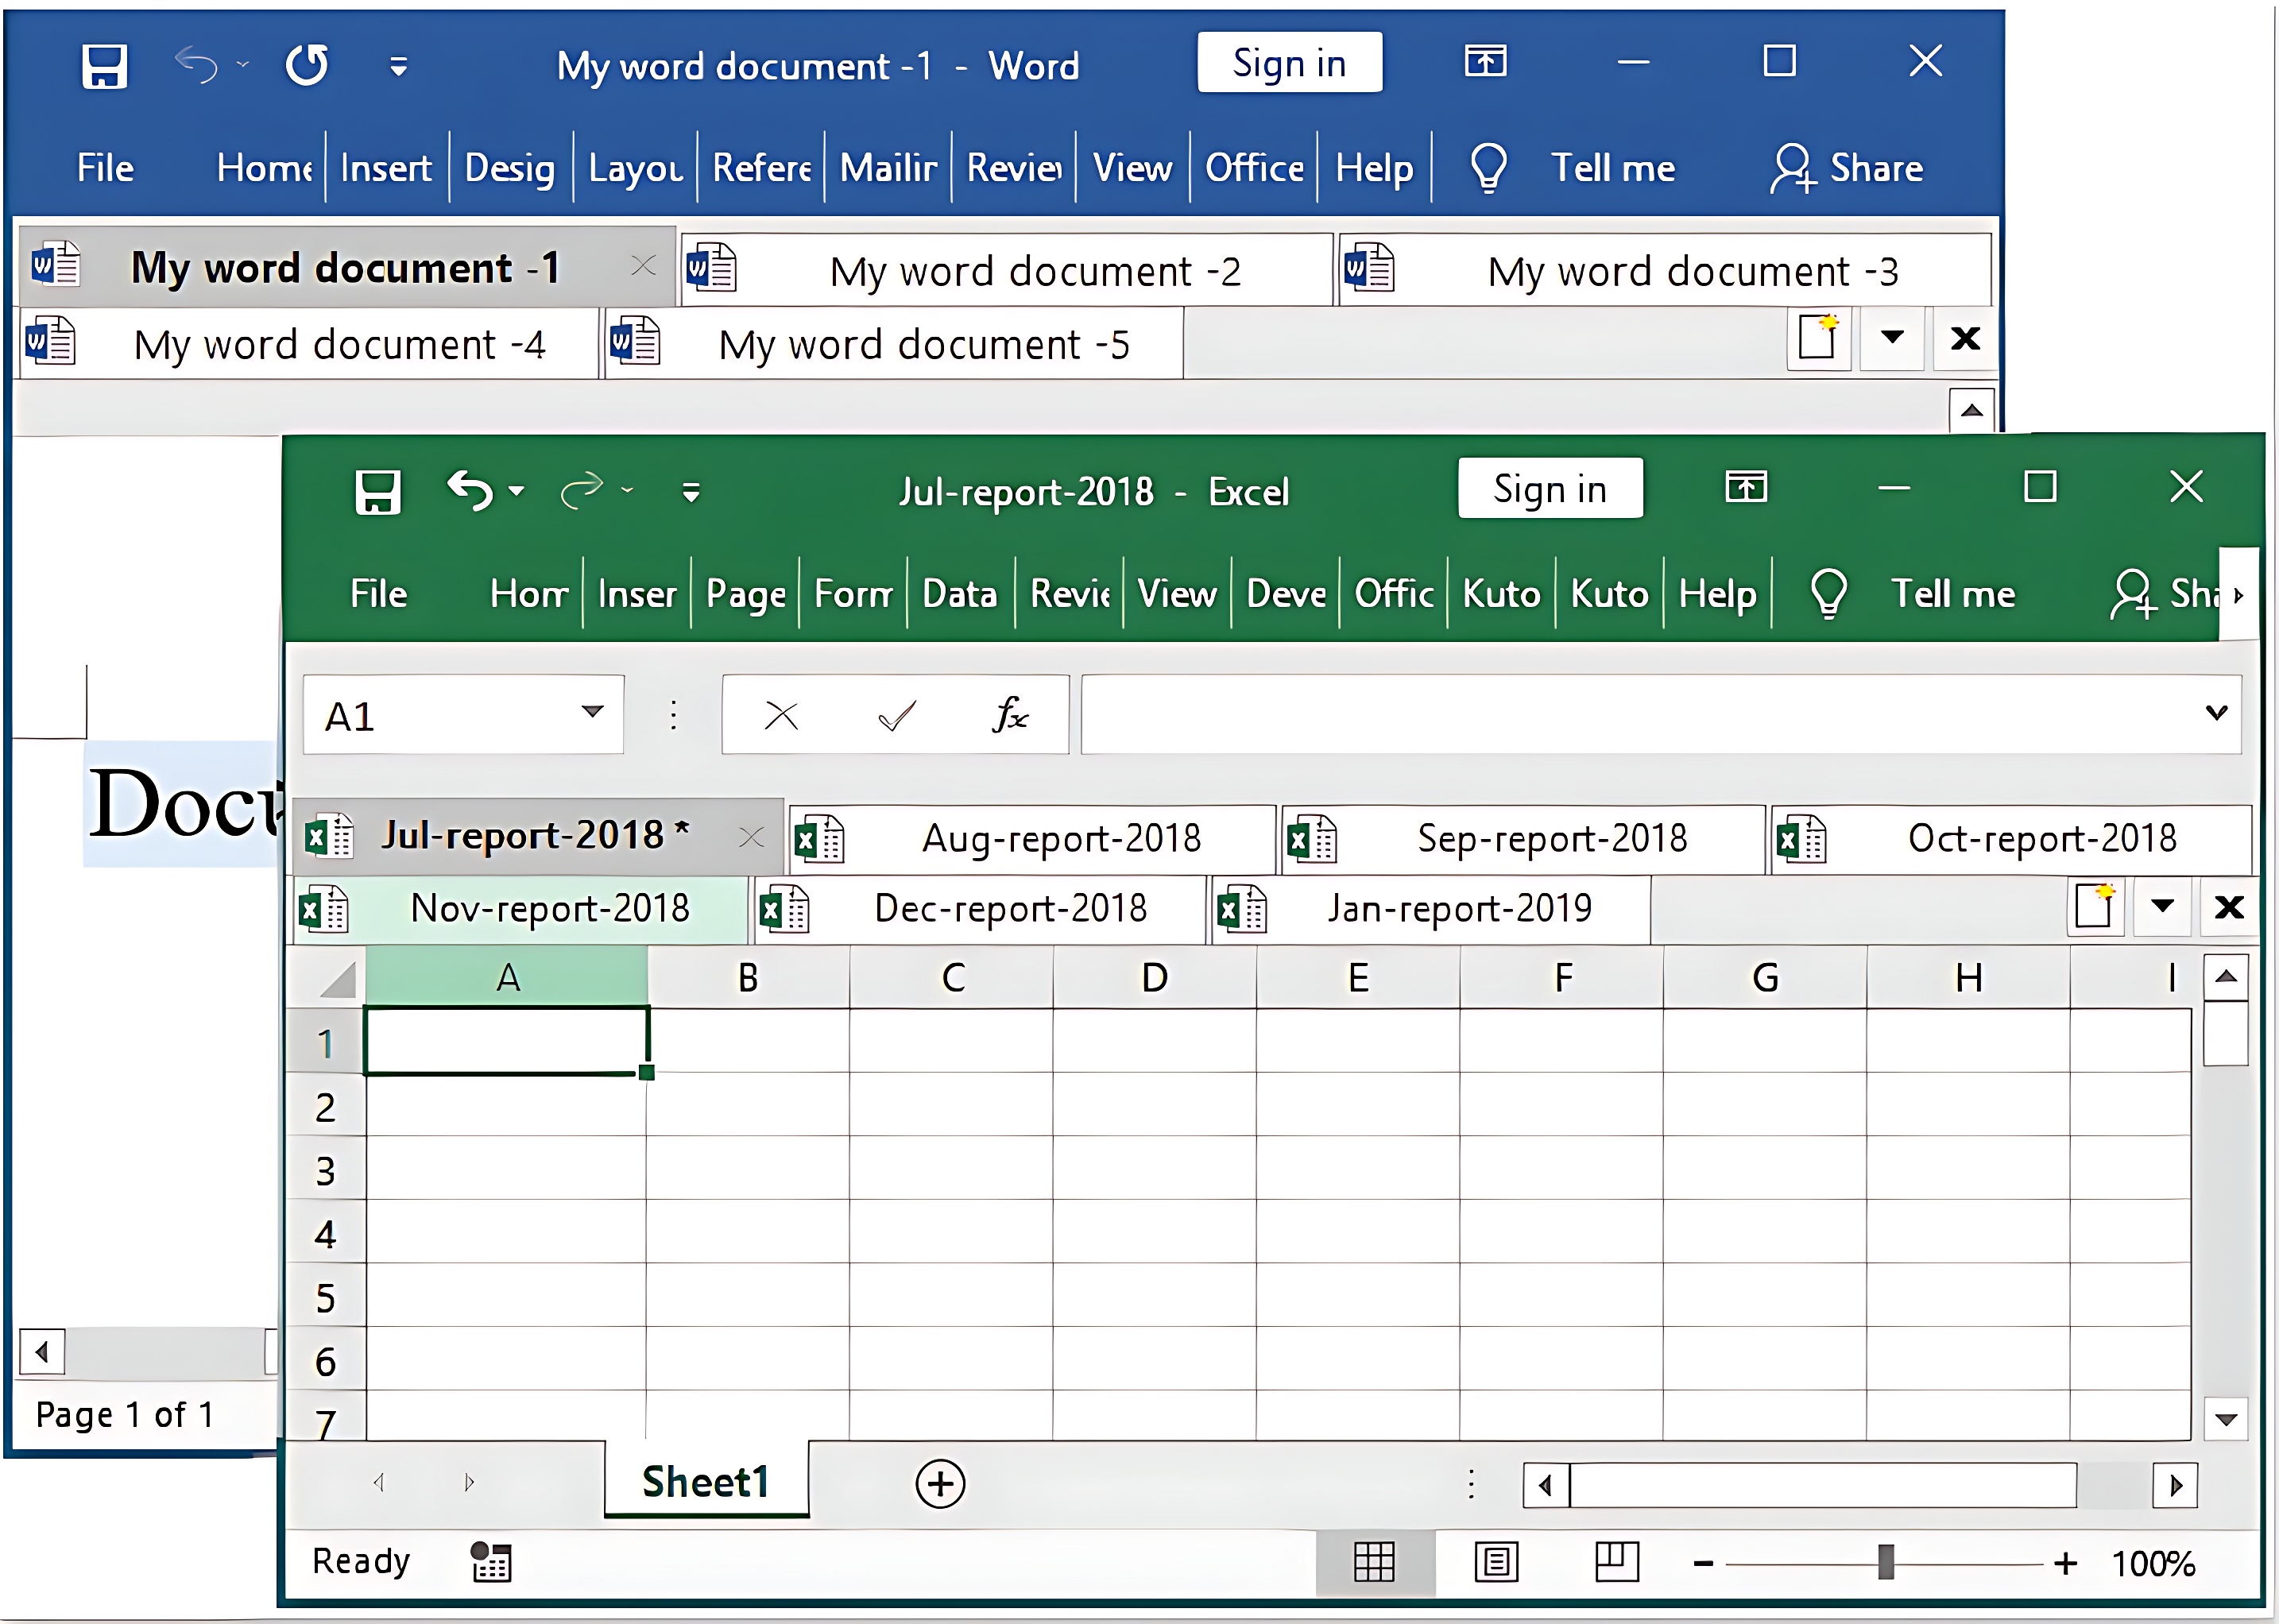 My word document -1 - Word Sign in
File Home Insert Desig Layou Refere Mailin Review View Office Help Tell me Share
My word document -1 My word document -2 My word document -3
My word document -4 My word document -5
Docu
Page 1 of 1
Jul-report-2018 - Excel Sign in
File Hom Inser Page Form Data Revie View Deve Offic Kuto Kuto Help Tell me Sha
A1 fx
Jul-report-2018 * Aug-report-2018 Sep-report-2018 Oct-report-2018
Nov-report-2018 Dec-report-2018 Jan-report-2019
A B C D E F G H I
1
2
3
4
5
6
7
Sheet1
Ready 100%